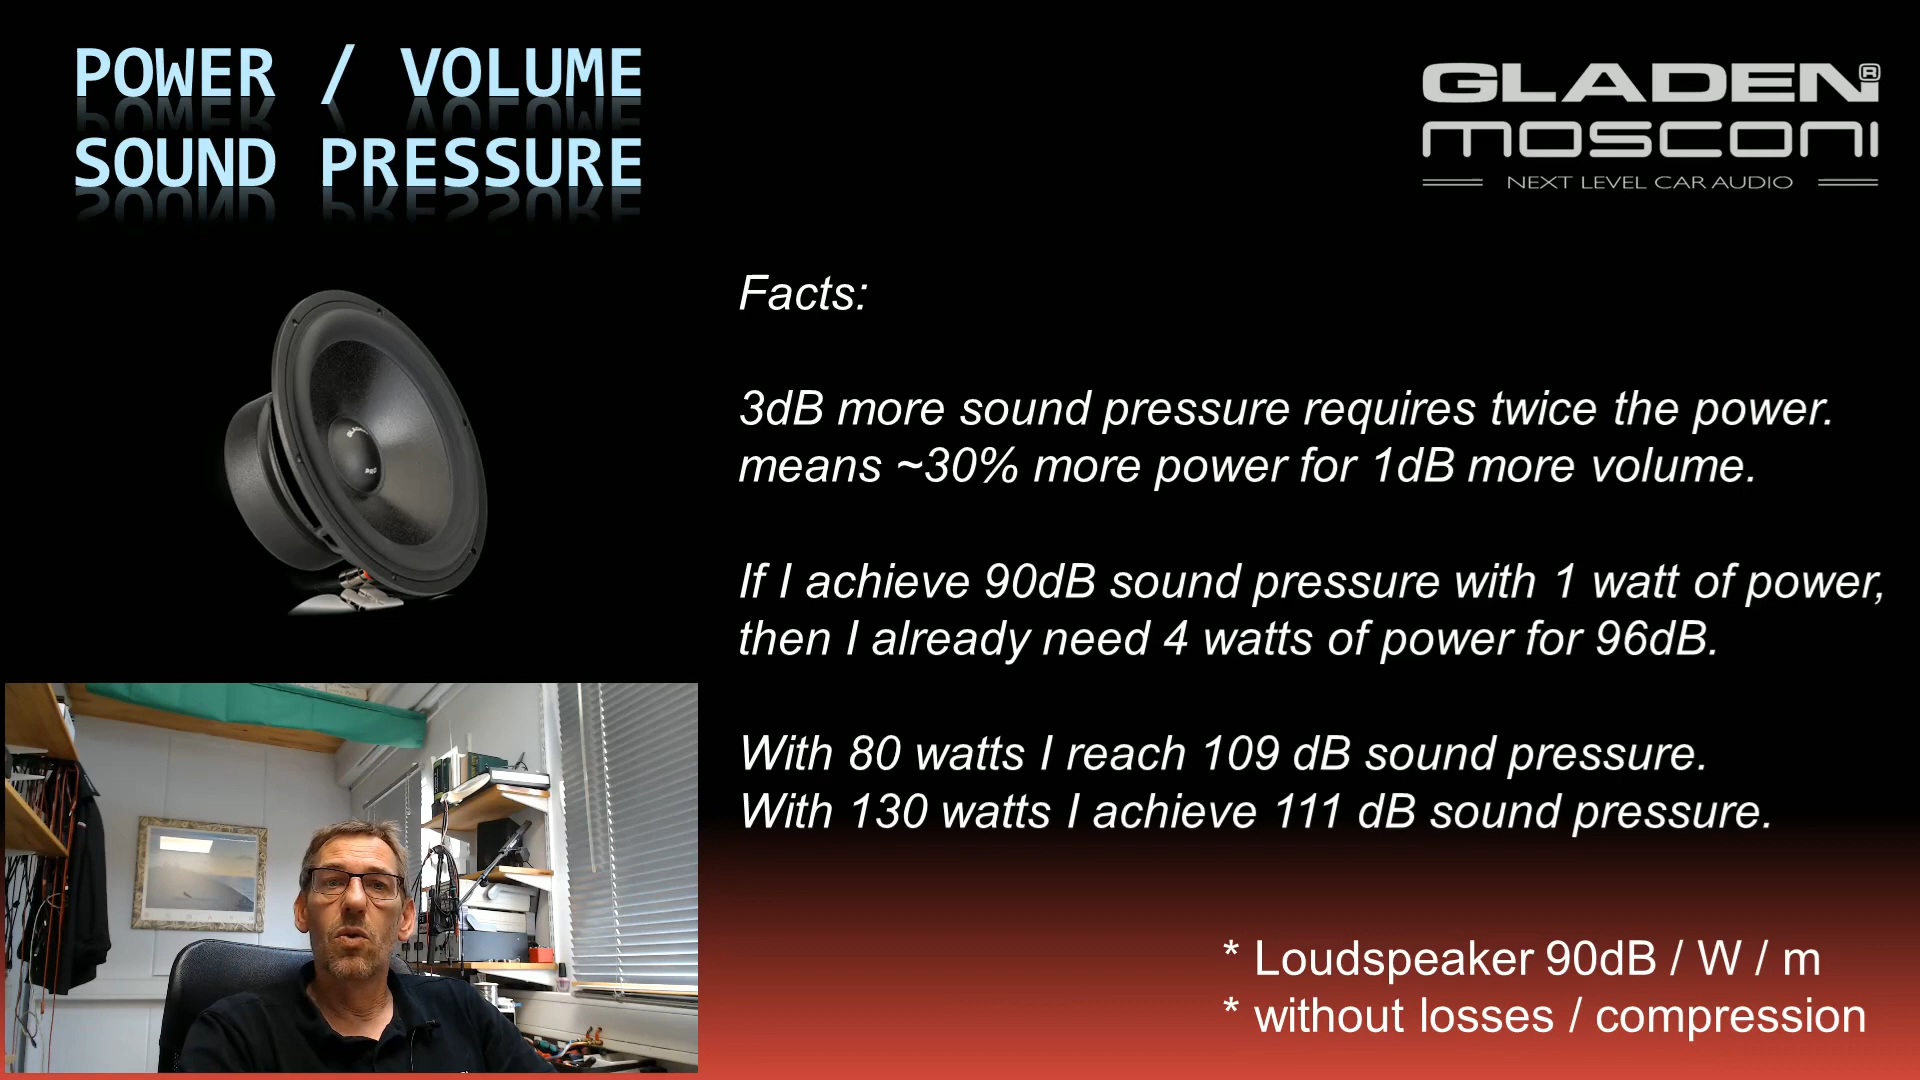 POWER / VOLUME
SOUND PRESSURE
GLADEN®
MOSCONI
NEXT LEVEL CAR AUDIO
Facts:
3dB more sound pressure requires twice the power.
means ~30% more power for 1dB more volume.
If I achieve 90dB sound pressure with 1 watt of power,
then I already need 4 watts of power for 96dB.
With 80 watts I reach 109 dB sound pressure.
With 130 watts I achieve 111 dB sound pressure.
* Loudspeaker 90dB / W / m
* without losses / compression